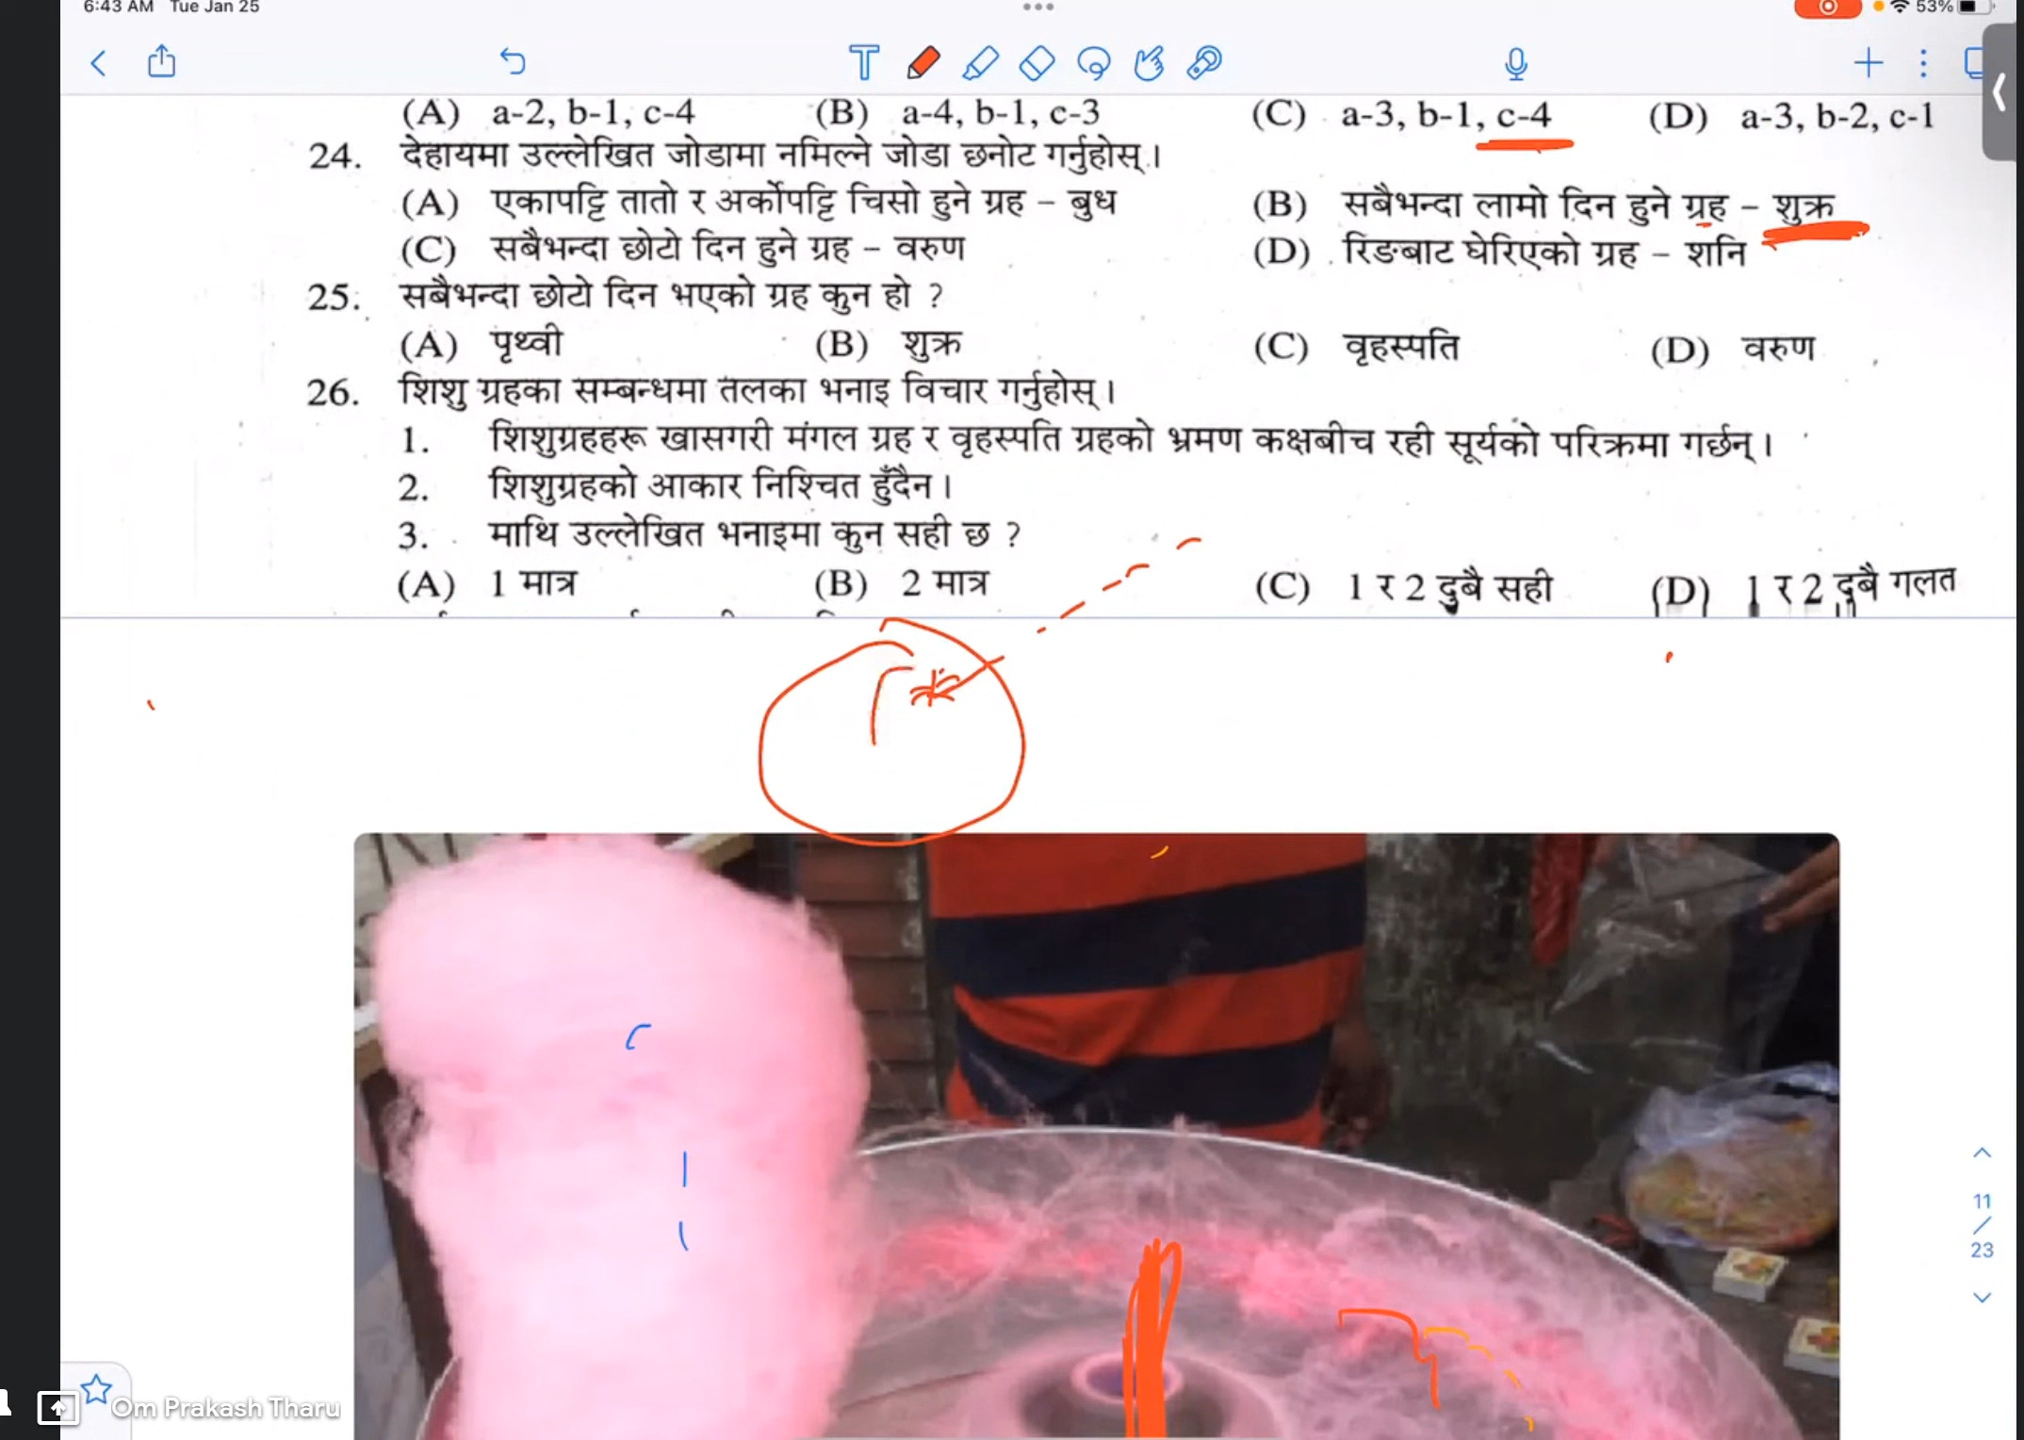 6:43 AM Tue Jan 25
53%
(A) a-2, b-1, c-4 (B) a-4, b-1, c-3 (C) a-3, b-1, c-4 (D) a-3, b-2, c-1
24. देहायमा उल्लेखित जोडामा नमिल्ने जोडा छनोट गर्नुहोस् ।
(A) एकापट्टि तातो र अर्कोपट्टि चिसो हुने ग्रह – बुध (B) सबैभन्दा लामो दिन हुने ग्रह – शुक्र
(C) सबैभन्दा छोटो दिन हुने ग्रह – वरुण (D) रिङबाट घेरिएको ग्रह – शनि
25. सबैभन्दा छोटो दिन भएको ग्रह कुन हो ?
(A) पृथ्वी (B) शुक्र (C) वृहस्पति (D) वरुण
26. शिशु ग्रहका सम्बन्धमा तलका भनाइ विचार गर्नुहोस् ।
1. शिशुग्रहहरू खासगरी मंगल ग्रह र वृहस्पति ग्रहको भ्रमण कक्षबीच रही सूर्यको परिक्रमा गर्छन् ।
2. शिशुग्रहको आकार निश्चित हुँदैन ।
3. माथि उल्लेखित भनाइमा कुन सही छ ?
(A) 1 मात्र (B) 2 मात्र (C) 1 र 2 दुबै सही (D) 1 र 2 दुबै गलत
11
/
23
Om Prakash Tharu